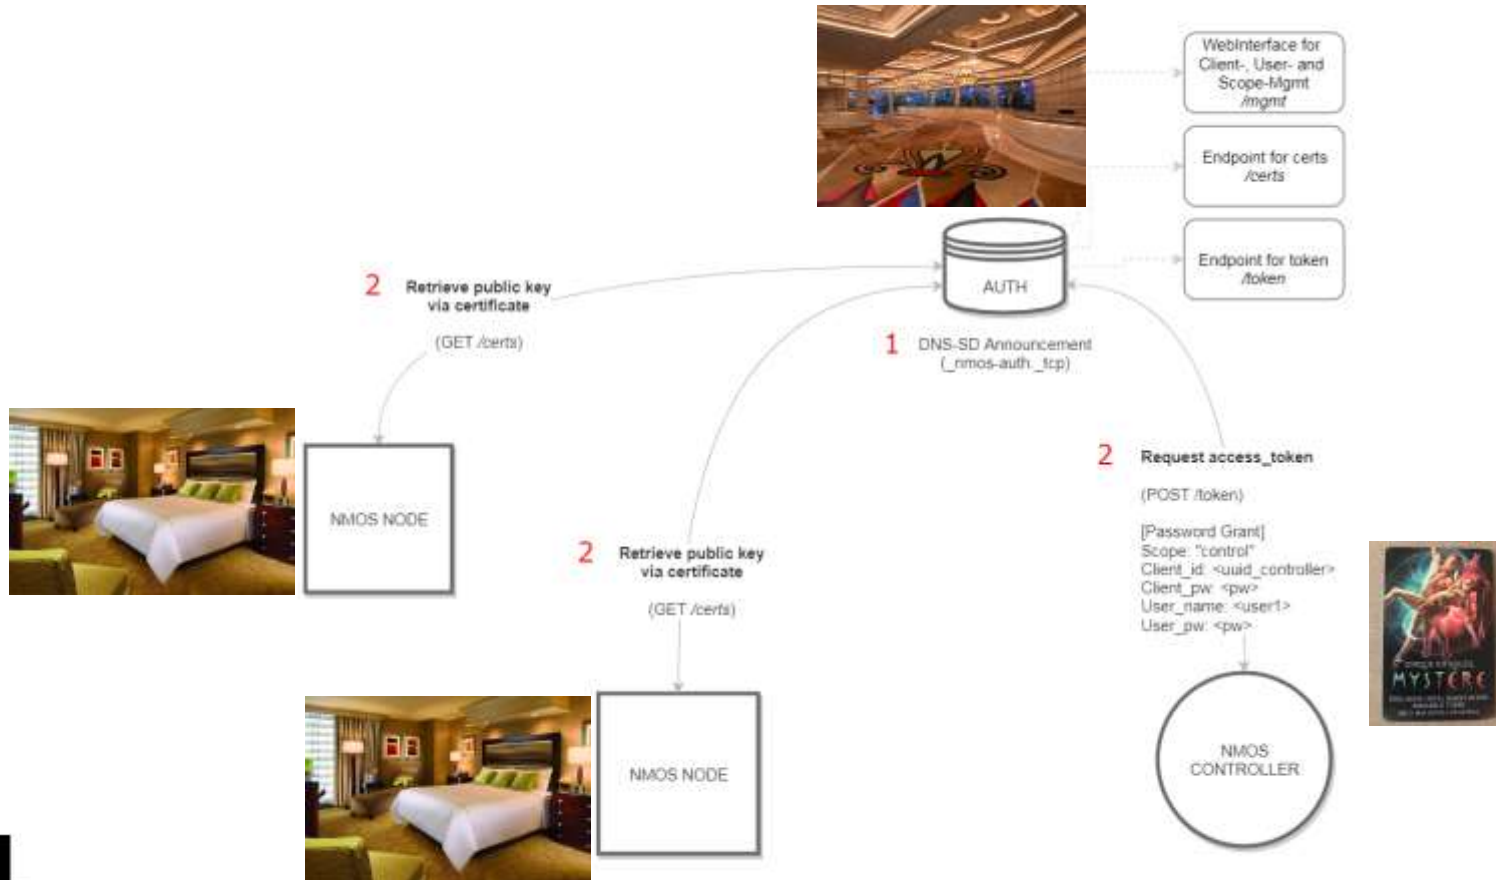 WebInterface for
Client-, User- and
Scope-Mgmt
/mgmt
Endpoint for certs
/certs
Endpoint for token
/token
AUTH
1 DNS-SD Announcement
(_nmos-auth._tcp)
2 Retrieve public key
via certificate
(GET /certs)
NMOS NODE
2 Retrieve public key
via certificate
(GET /certs)
NMOS NODE
2 Request access_token
(POST /token)
[Password Grant]
Scope: "control"
Client_id: <uuid_controller>
Client_pw: <pw>
User_name: <user1>
User_pw: <pw>
NMOS
CONTROLLER
MYSTÈRE